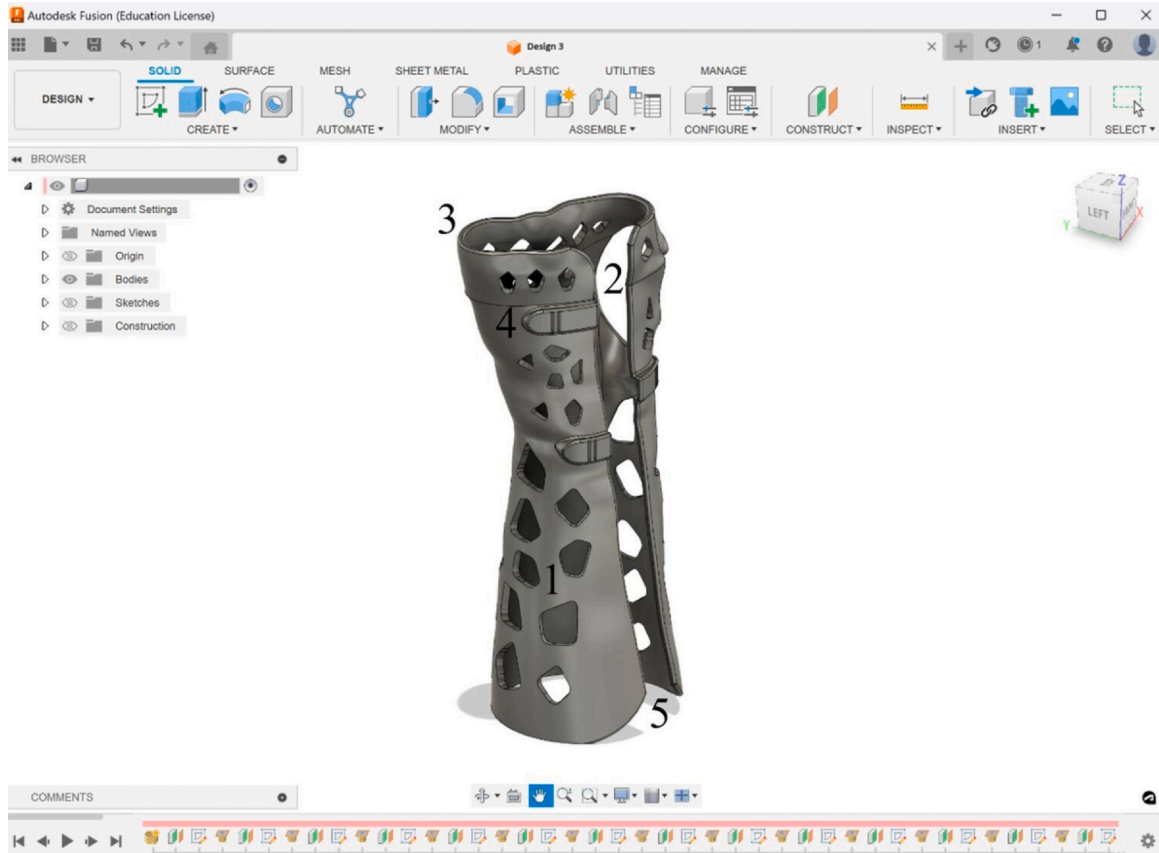 Autodesk Fusion (Education License)
Design 3
1
SOLID SURFACE MESH SHEET METAL PLASTIC UTILITIES MANAGE
DESIGN
CREATE AUTOMATE MODIFY ASSEMBLE CONFIGURE CONSTRUCT INSPECT INSERT SELECT
BROWSER
Document Settings
Named Views
Origin
Bodies
Sketches
Construction
Z
LEFT
X
Y
3
2
4
1
5
COMMENTS